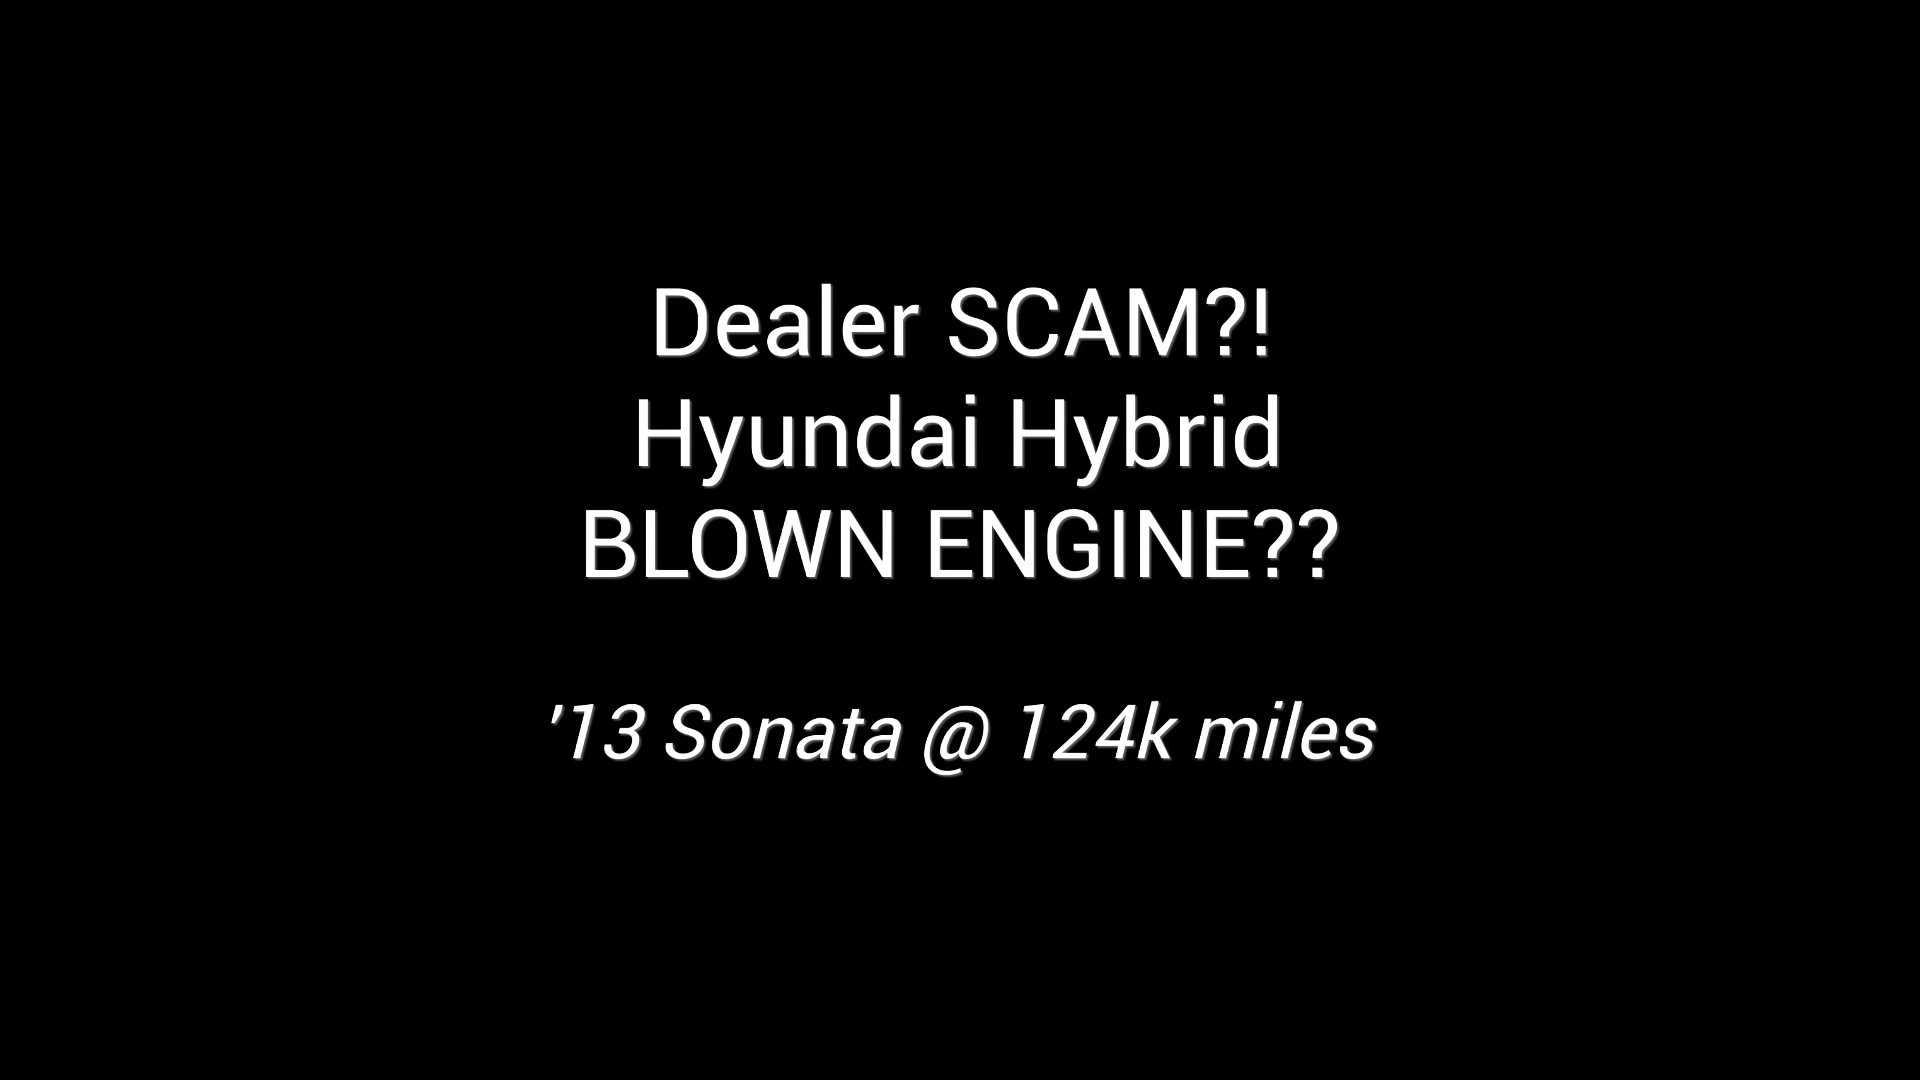 Dealer SCAM?!
Hyundai Hybrid
BLOWN ENGINE??
'13 Sonata @ 124k miles